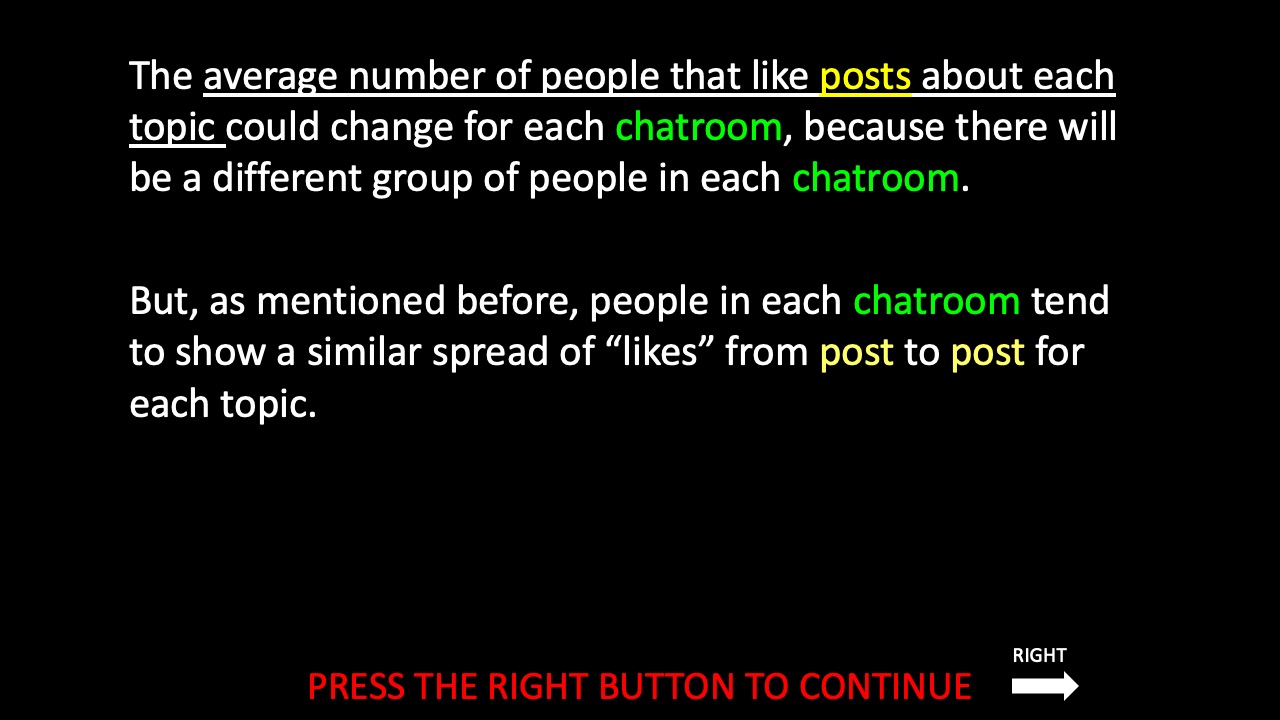 The average number of people that like posts about each
topic could change for each chatroom, because there will
be a different group of people in each chatroom.
But, as mentioned before, people in each chatroom tend
to show a similar spread of “likes” from post to post for
each topic.
RIGHT
PRESS THE RIGHT BUTTON TO CONTINUE